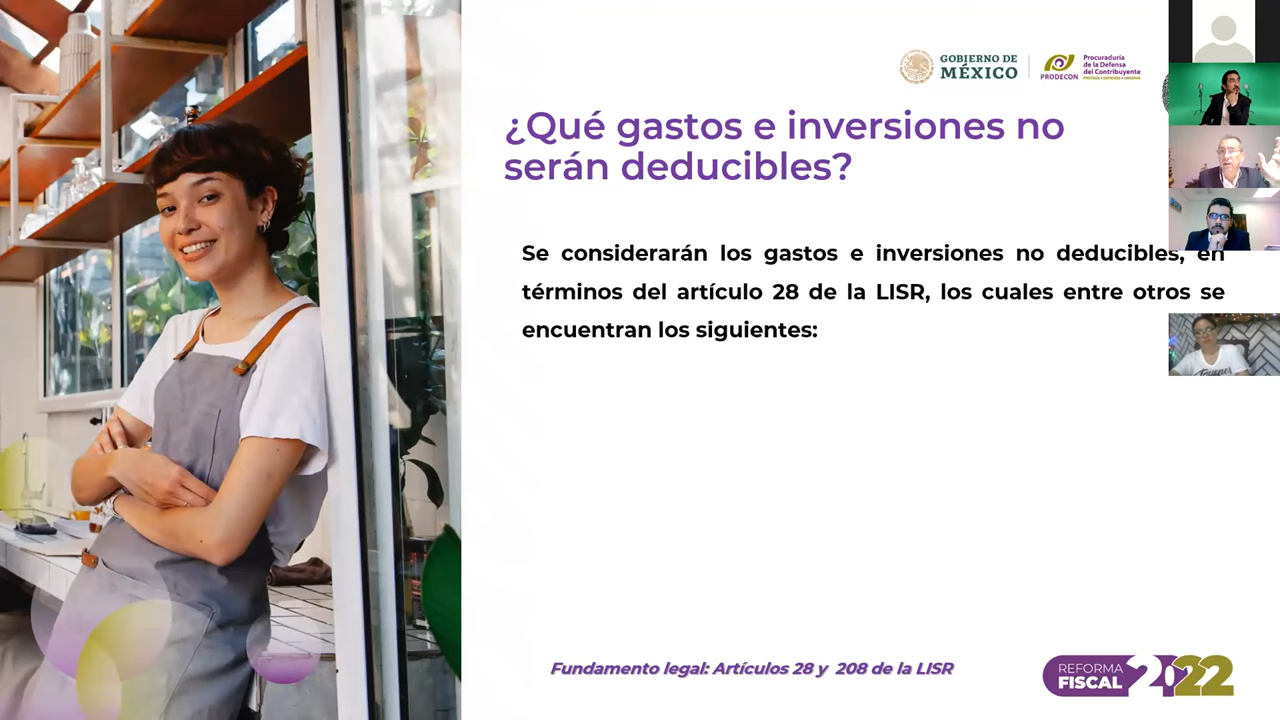 GOBIERNO DE
MÉXICO
PRODECON
Procuraduría
de la Defensa
del Contribuyente
¿Qué gastos e inversiones no
serán deducibles?
Se considerarán los gastos e inversiones no deducibles, en
términos del artículo 28 de la LISR, los cuales entre otros se
encuentran los siguientes:
Fundamento legal: Artículos 28 y 208 de la LISR
REFORMA
FISCAL 2022